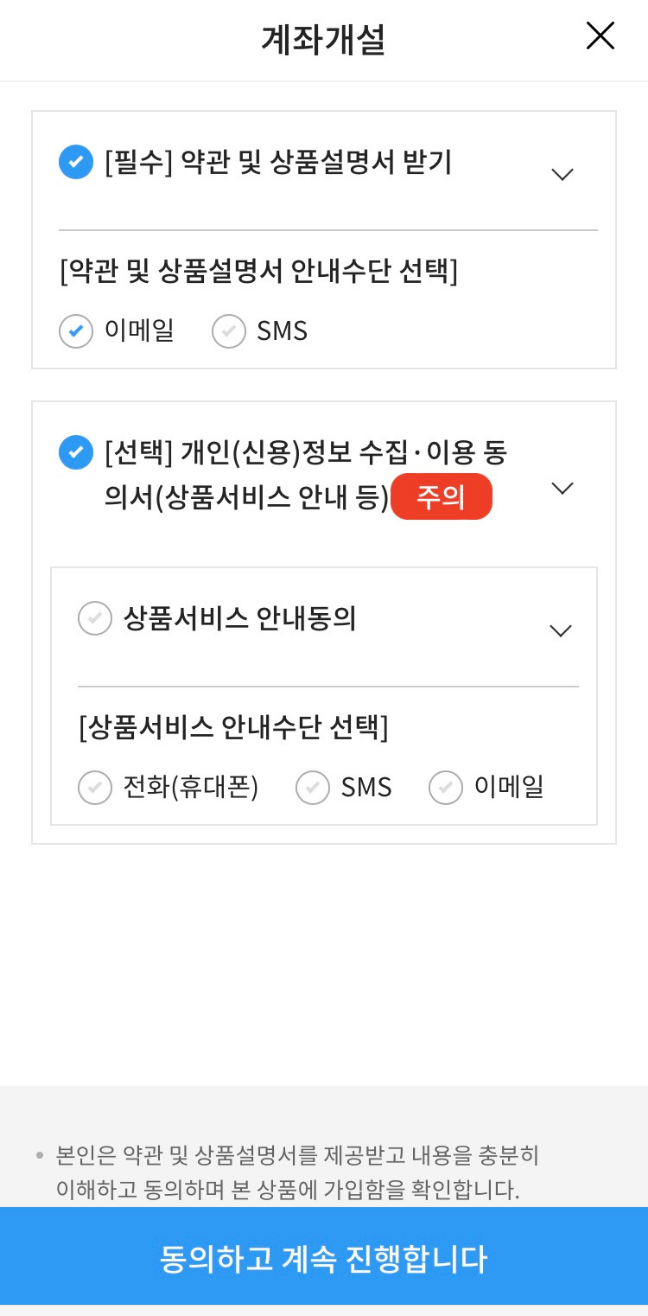 계좌개설
[필수] 약관 및 상품설명서 받기
[약관 및 상품설명서 안내수단 선택]
이메일 SMS
[선택] 개인(신용)정보 수집·이용 동
의서(상품서비스 안내 등) 주의
상품서비스 안내동의
[상품서비스 안내수단 선택]
전화(휴대폰) SMS 이메일
• 본인은 약관 및 상품설명서를 제공받고 내용을 충분히
이해하고 동의하며 본 상품에 가입함을 확인합니다.
동의하고 계속 진행합니다